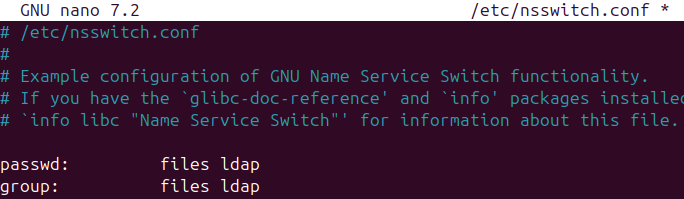 GNU nano 7.2 /etc/nsswitch.conf *
# /etc/nsswitch.conf
#
# Example configuration of GNU Name Service Switch functionality.
# If you have the `glibc-doc-reference' and `info' packages installed
# `info libc "Name Service Switch"' for information about this file.
passwd: files ldap
group: files ldap